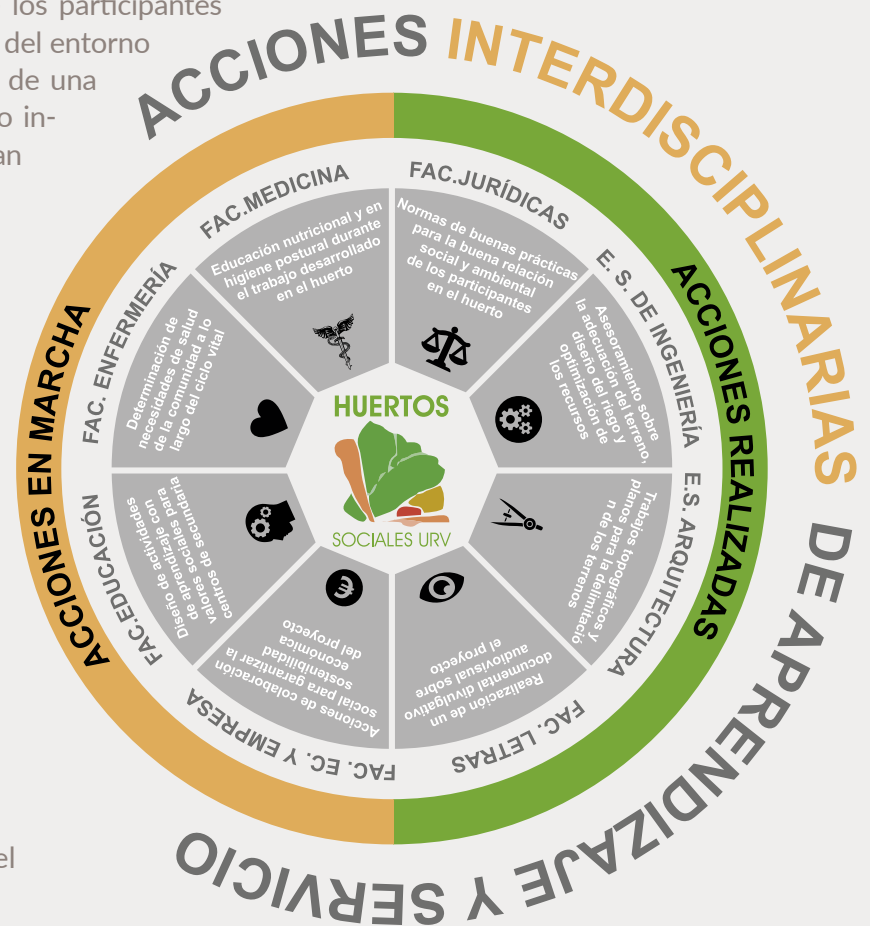 los participantes
del entorno
de una
o in-
an
el
ACCIONES INTERDISCIPLINARIAS
DE APRENDIZAJE Y SERVICIO
ACCIONES REALIZADAS
FAC.JURÍDICAS
Normas de buenas prácticas
para la buena relación
social y ambiental
de los participantes
en el huerto
E. S. DE INGENIERÍA
Asesoramiento sobre
la adecuación del terreno,
diseño del riego y
optimización de
los recursos
E.S. ARQUITECTURA
Trabajos topográficos y
planos para la delimitació
n de los terrenos
FAC. LETRAS
Realización de un
documental divulgativo
audiovisual sobre
el proyecto
ACCIONES EN MARCHA
FAC. EC. Y EMPRESA
Acciones de colaboración
social para garantizar la
sostenibilidad
económica
del proyecto
FAC.EDUCACIÓN
Diseño de actividades
de aprendizaje con
valores sociales para
centros de secundaria
FAC. ENFERMERÍA
Determinación de
necesidades de salud
de la comunidad a lo
largo del ciclo vital
FAC.MEDICINA
Educación nutricional y en
higiene postural durante
el trabajo desarrollado
en el huerto
HUERTOS
SOCIALES URV